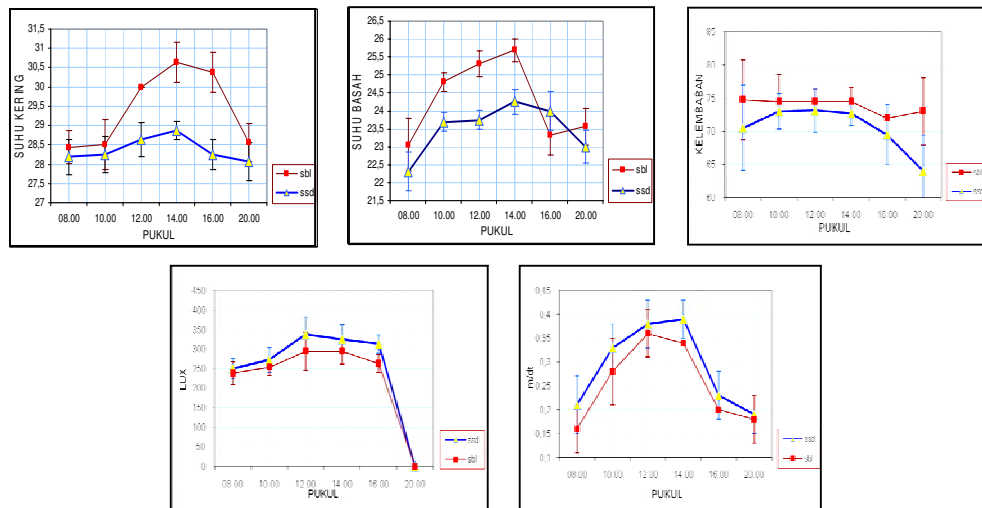 SUHU KERING
31,5
31
30,5
30
29,5
29
28,5
28
27,5
27
08.00 10.00 12.00 14.00 16.00 20.00
PUKUL
sbl
ssd
SUHU BASAH
26,5
26
25,5
25
24,5
24
23,5
23
22,5
22
21,5
08.00 10.00 12.00 14.00 16.00 20.00
PUKUL
sbl
ssd
KELEMBABAN
85
80
75
70
65
60
08.00 10.00 12.00 14.00 16.00 20.00
PUKUL
sbl
ssd
LUX
450
400
350
300
250
200
150
100
50
0
08.00 10.00 12.00 14.00 16.00 20.00
PUKUL
ssd
sbl
m/dt
0,45
0,4
0,35
0,3
0,25
0,2
0,15
0,1
08.00 10.00 12.00 14.00 16.00 20.00
PUKUL
ssd
sbl